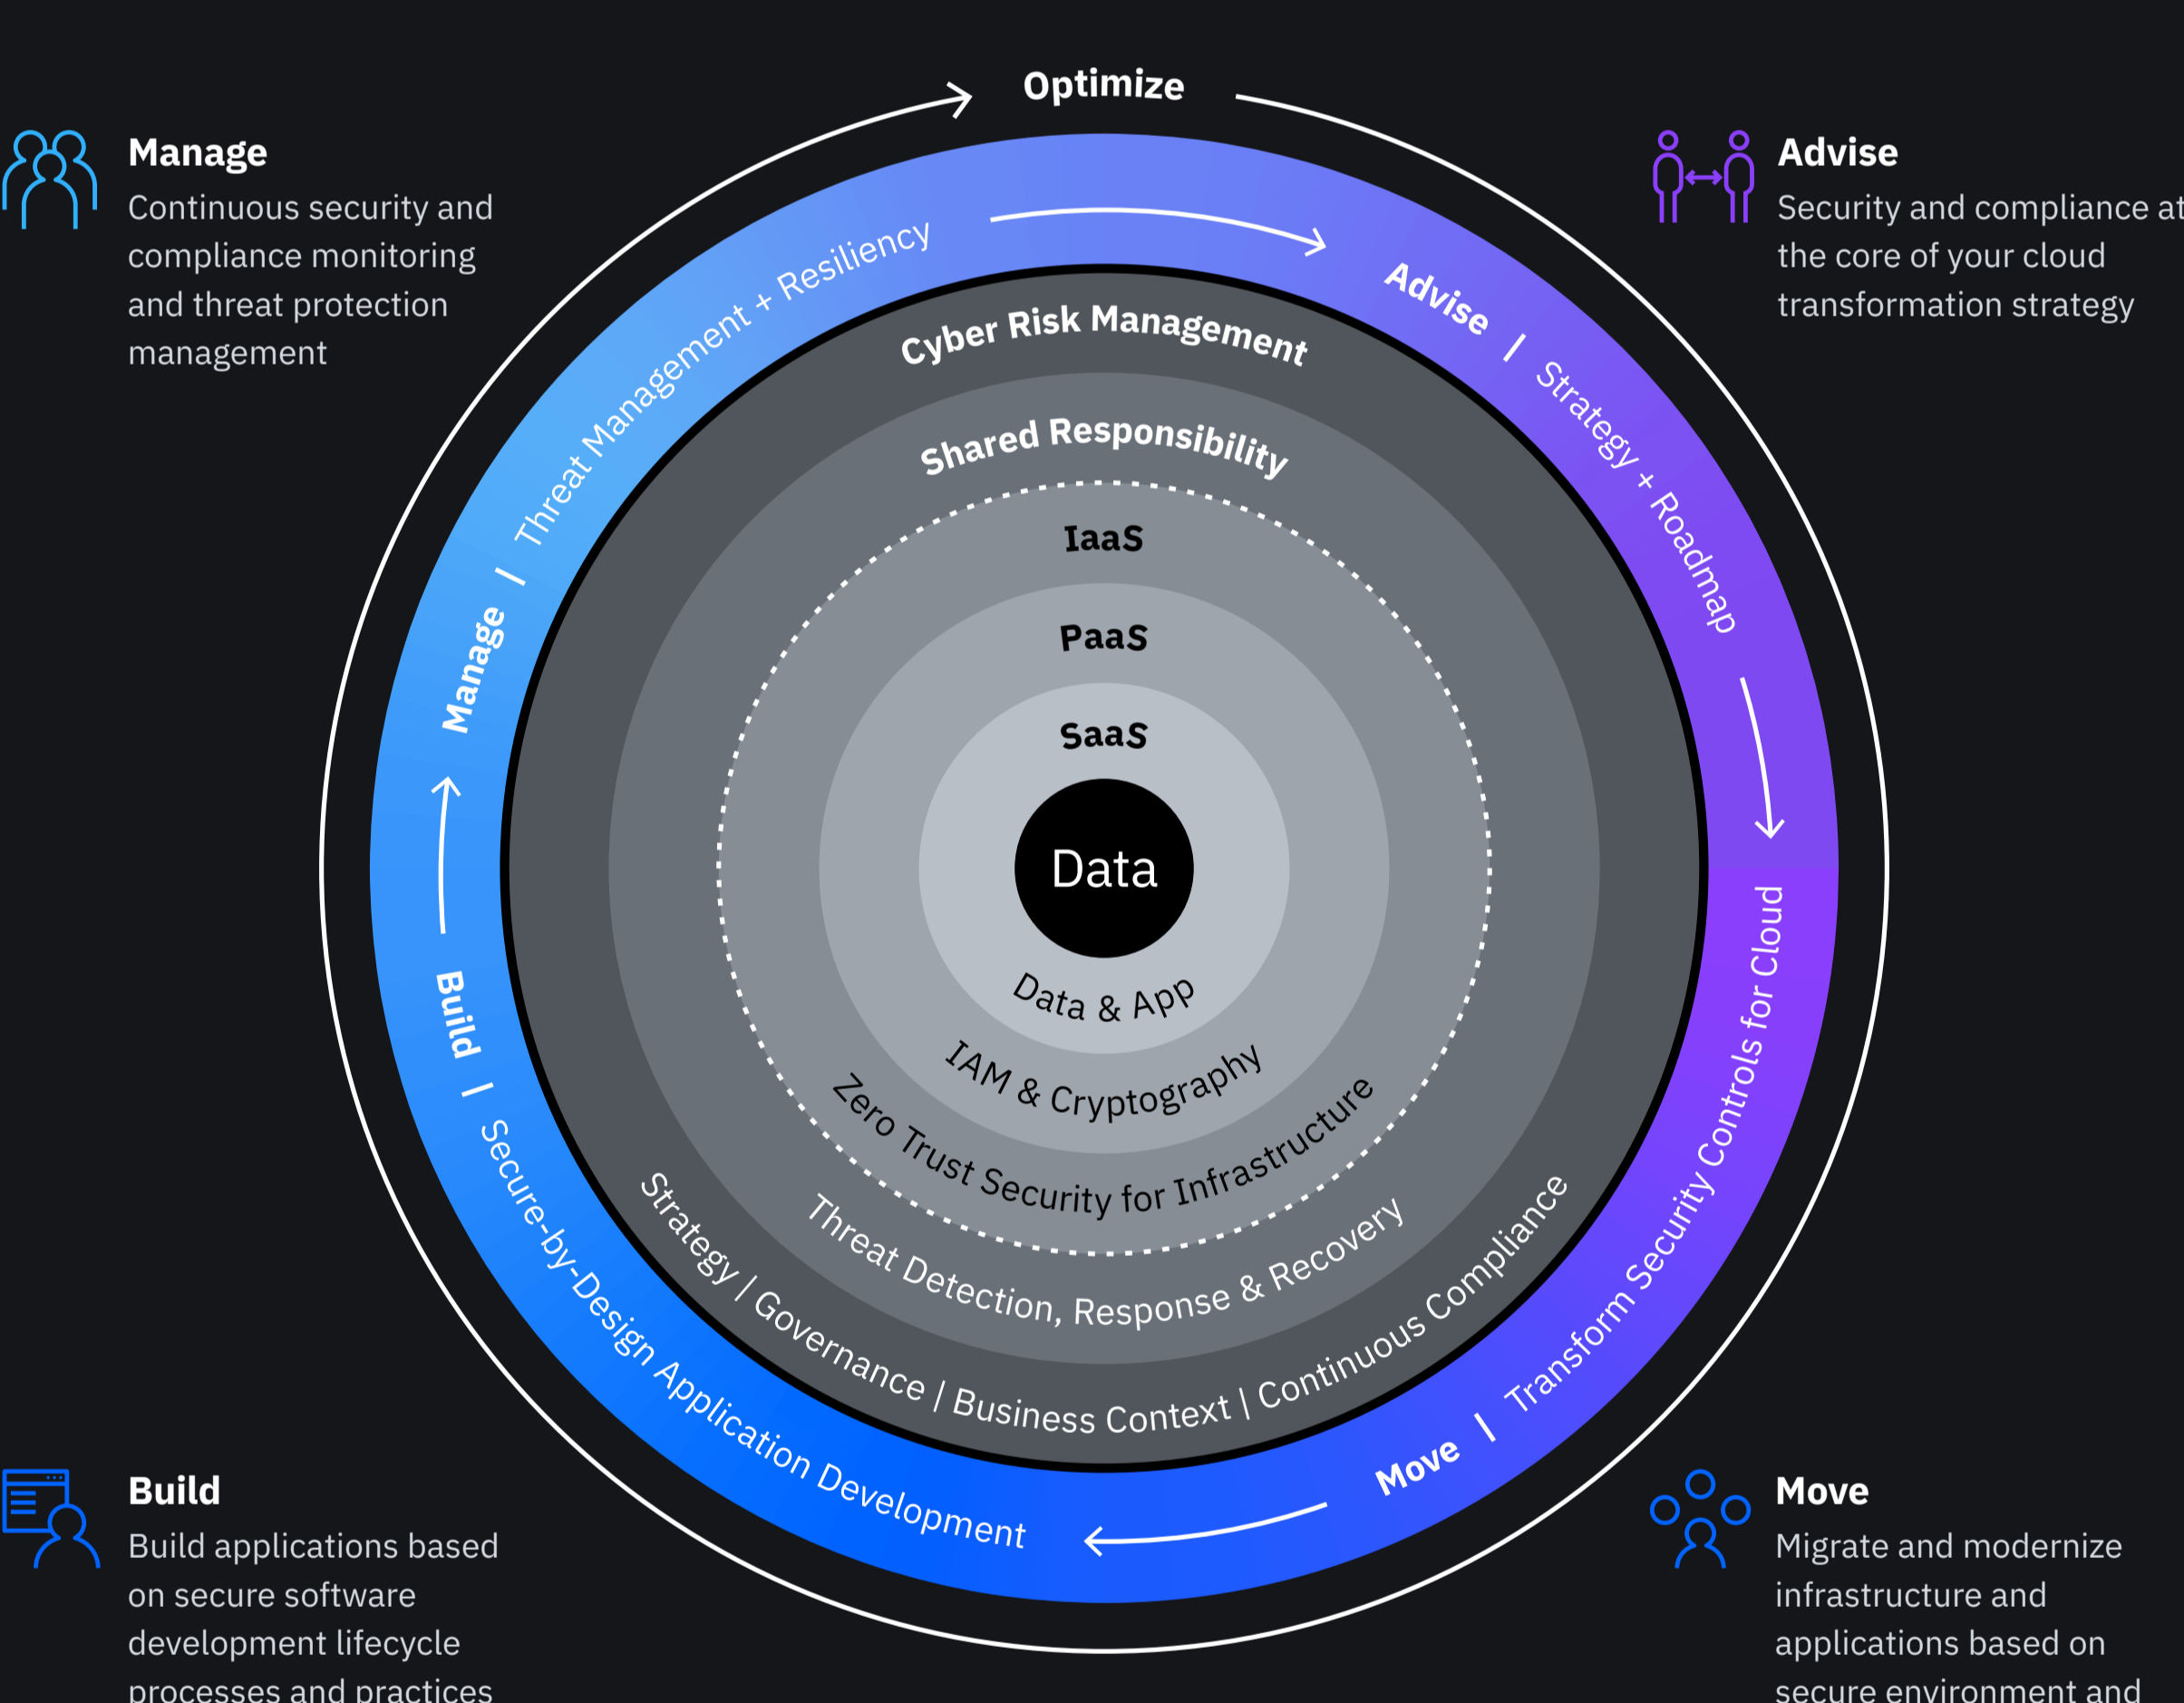 Optimize
Manage
Continuous security and
compliance monitoring
and threat protection
management
Advise
Security and compliance at
the core of your cloud
transformation strategy
Manage | Threat Management + Resiliency
Advise | Strategy + Roadmap
Cyber Risk Management
Shared Responsibility
IaaS
PaaS
SaaS
Data
Data & App
IAM & Cryptography
Zero Trust Security for Infrastructure
Threat Detection, Response & Recovery
Strategy | Governance | Business Context | Continuous Compliance
Build | Secure-by-Design Application Development
Move | Transform Security Controls for Cloud
Build
Build applications based
on secure software
development lifecycle
processes and practices
Move
Migrate and modernize
infrastructure and
applications based on
secure environment and